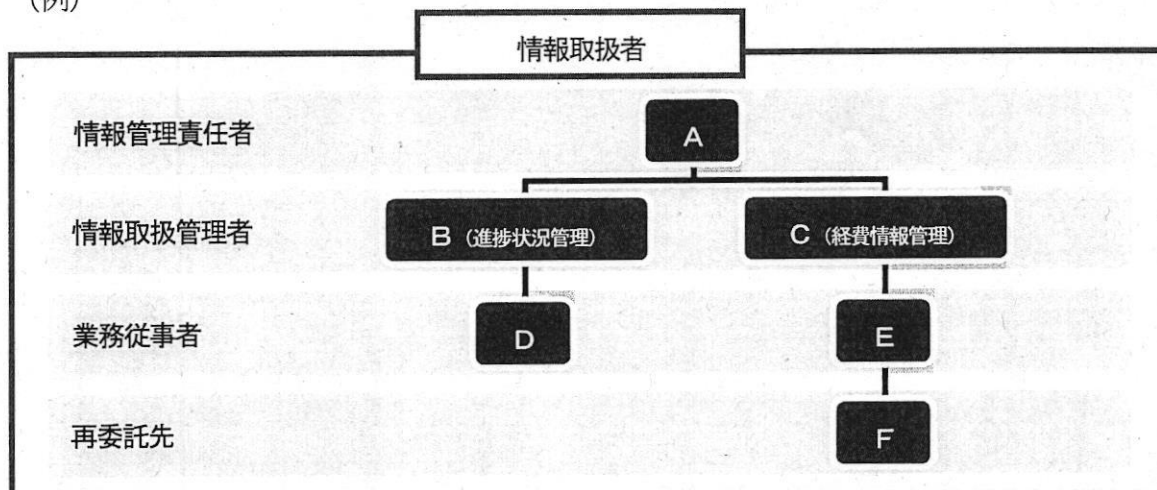 （例）
情報取扱者
情報管理責任者
A
情報取扱管理者
B（進捗状況管理）
C（経費情報管理）
業務従事者
D
E
再委託先
F